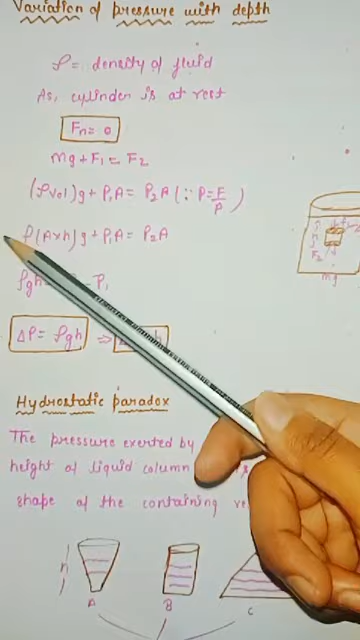 Variation of pressure with depth
ρ = density of fluid
As, cylinder is at rest
Fn = 0
mg + F₁ = F₂
(ρ vol) g + P₁A = P₂A (∵ P = F/A)
ρ(A×h) g + P₁A = P₂A
ρgh = - P₁
ΔP = ρgh ⇒ h
Hydrostatic paradox
The pressure exerted by
height of liquid column
shape of the containing
h
A
B
C
F₂
mg